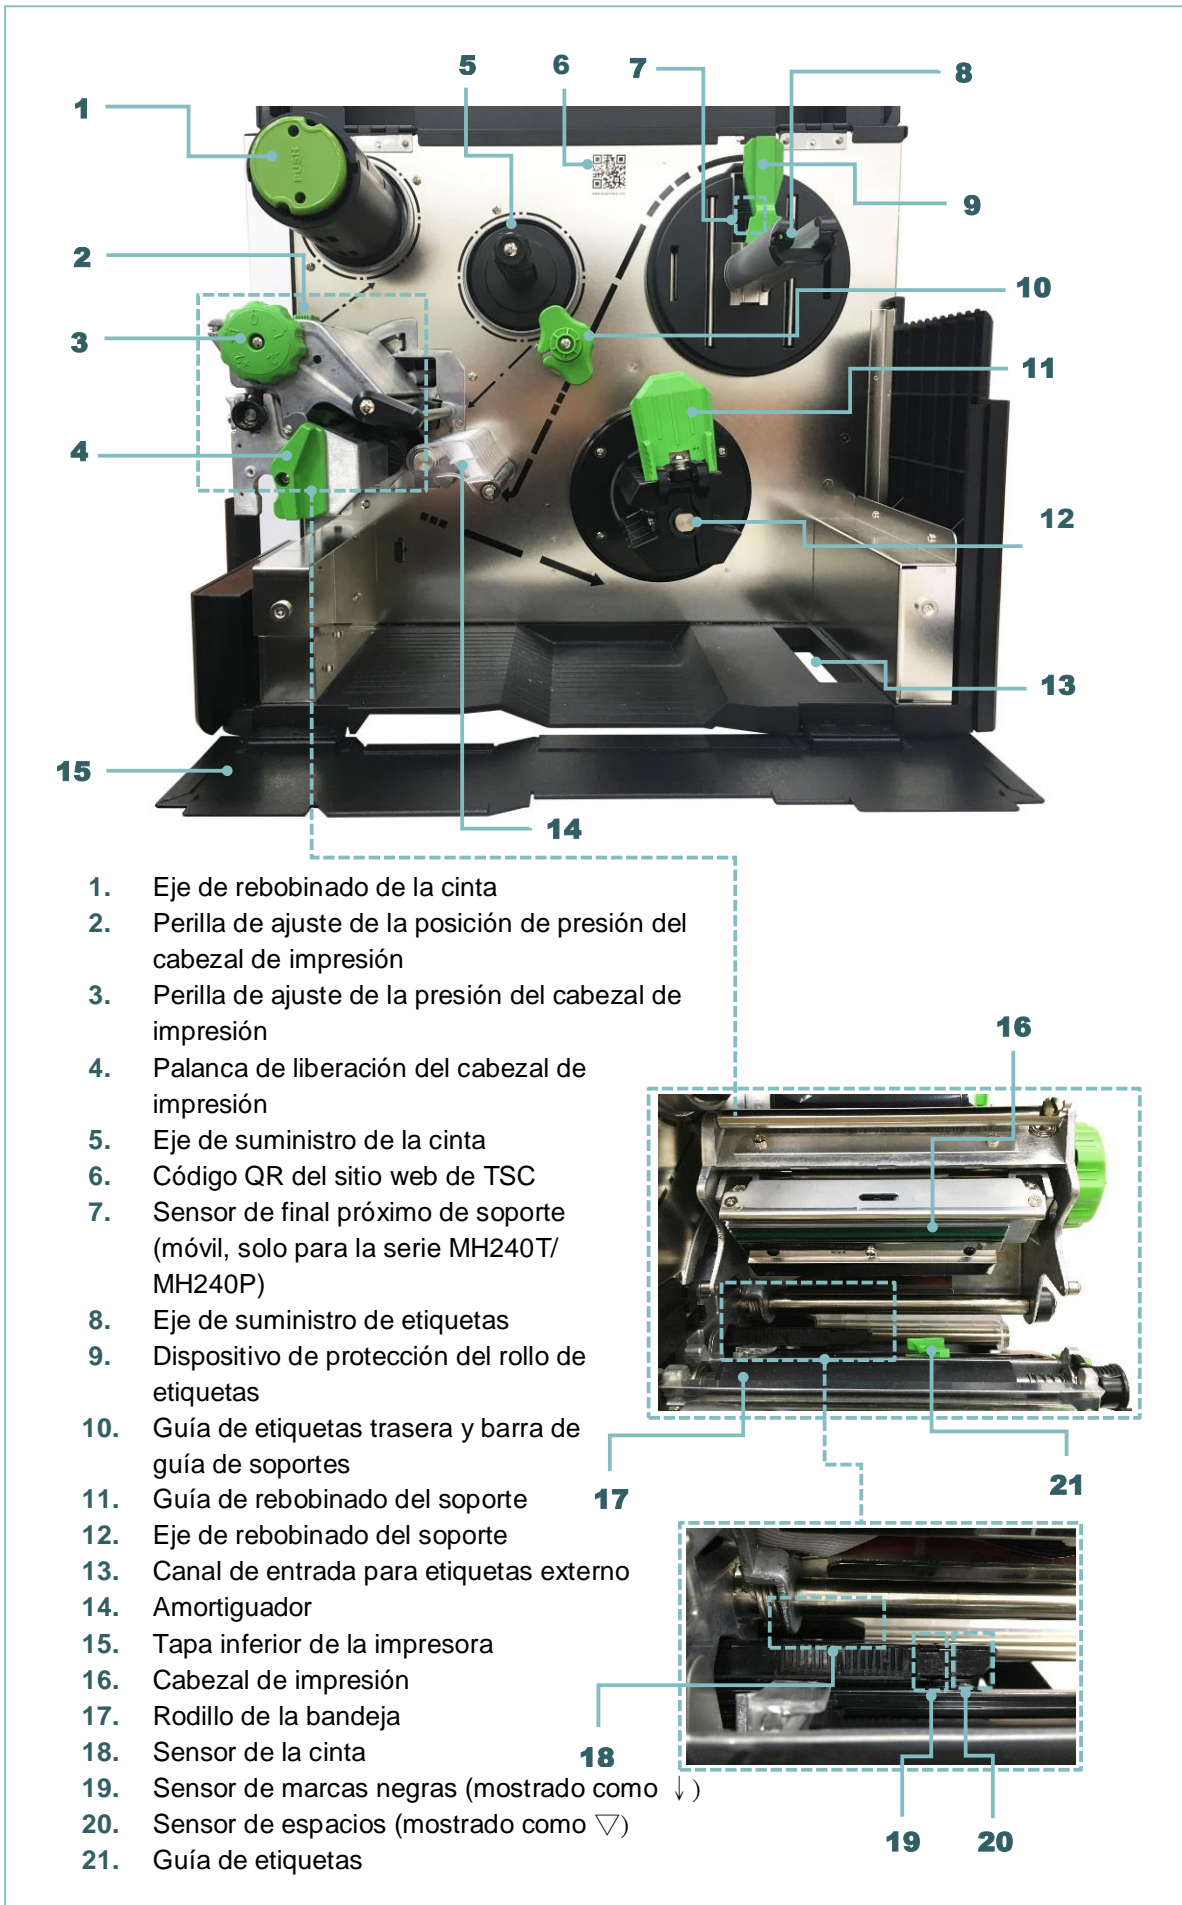 5
6
7
8
1
9
2
10
3
11
4
12
13
15
14
PUSH
1. Eje de rebobinado de la cinta
2. Perilla de ajuste de la posición de presión del
cabezal de impresión
3. Perilla de ajuste de la presión del cabezal de
impresión
4. Palanca de liberación del cabezal de
impresión
5. Eje de suministro de la cinta
6. Código QR del sitio web de TSC
7. Sensor de final próximo de soporte
(móvil, solo para la serie MH240T/
MH240P)
8. Eje de suministro de etiquetas
9. Dispositivo de protección del rollo de
etiquetas
10. Guía de etiquetas trasera y barra de
guía de soportes
11. Guía de rebobinado del soporte
12. Eje de rebobinado del soporte
13. Canal de entrada para etiquetas externo
14. Amortiguador
15. Tapa inferior de la impresora
16. Cabezal de impresión
17. Rodillo de la bandeja
18. Sensor de la cinta
19. Sensor de marcas negras (mostrado como ↓)
20. Sensor de espacios (mostrado como ▽)
21. Guía de etiquetas
16
17
21
18
19
20